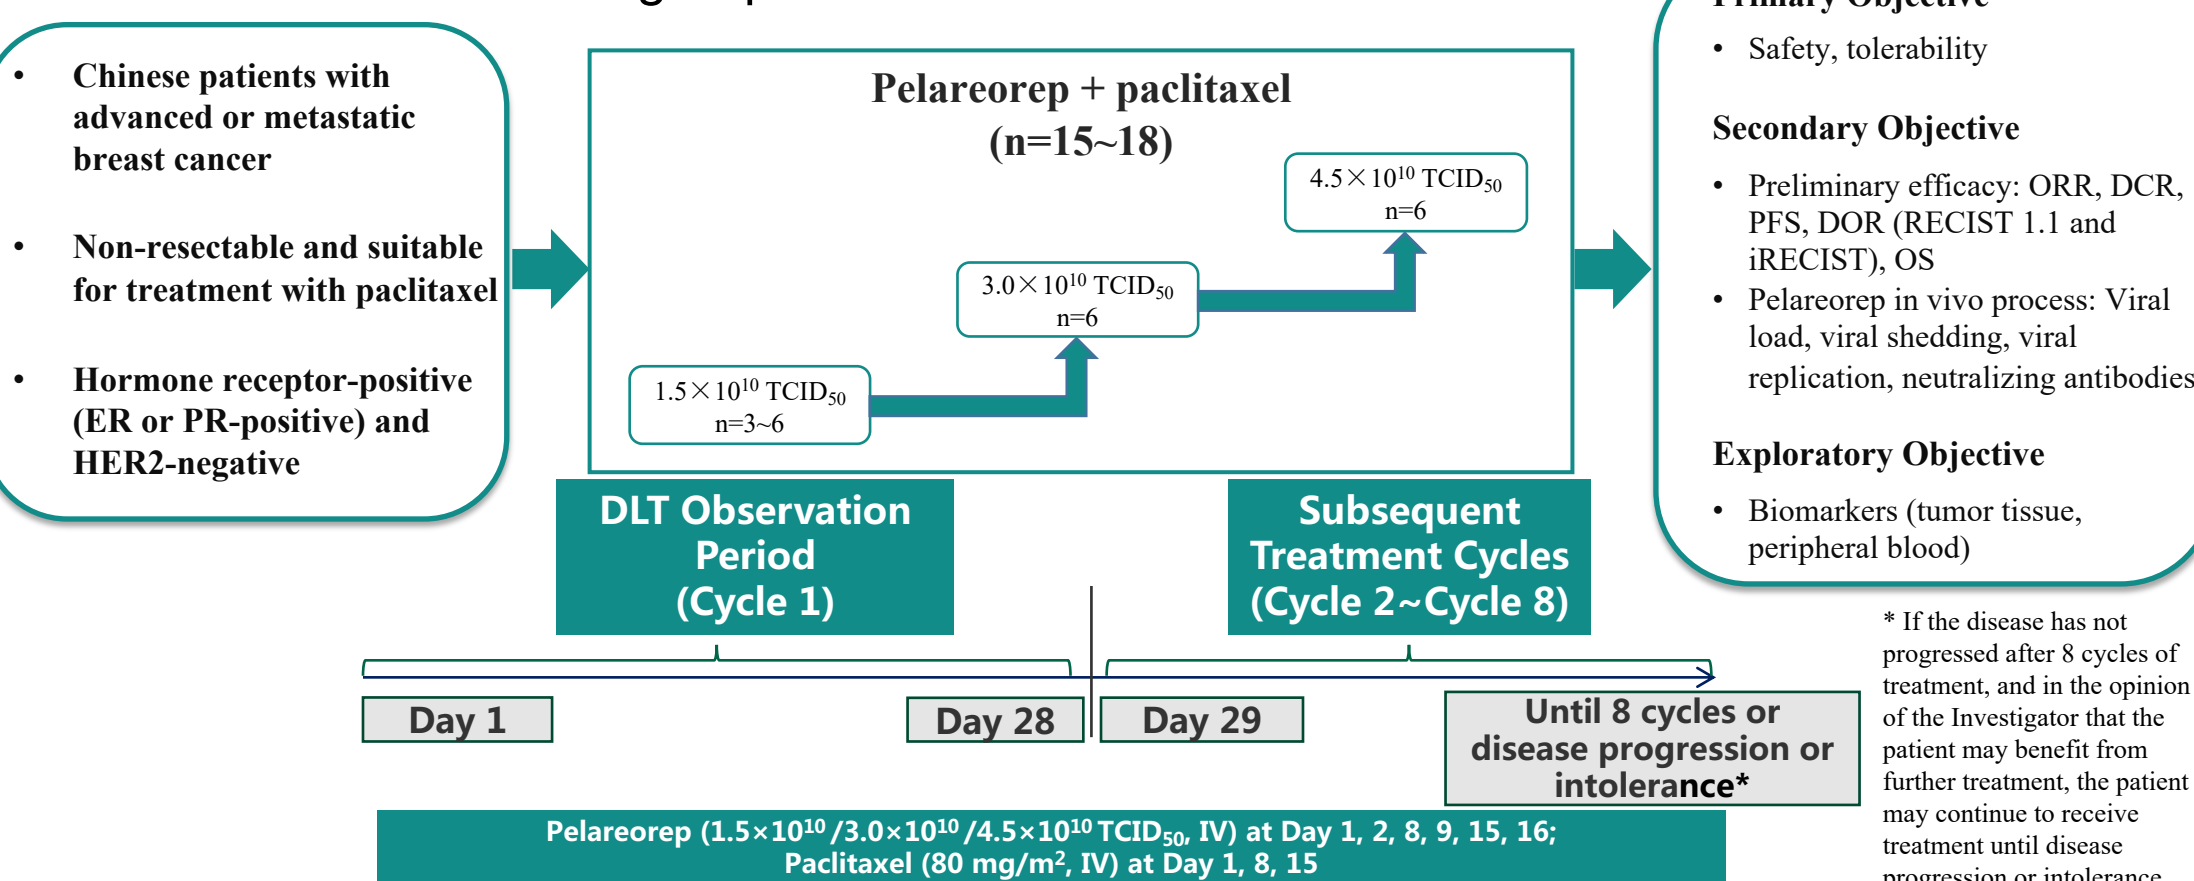 Primary Objective
• Chinese patients with
advanced or metastatic
breast cancer
• Non-resectable and suitable
for treatment with paclitaxel
• Hormone receptor-positive
(ER or PR-positive) and
HER2-negative
Pelareorep + paclitaxel
(n=15~18)
1.5×10¹⁰ TCID₅₀
n=3~6
3.0×10¹⁰ TCID₅₀
n=6
4.5×10¹⁰ TCID₅₀
n=6
• Safety, tolerability
Secondary Objective
• Preliminary efficacy: ORR, DCR,
PFS, DOR (RECIST 1.1 and
iRECIST), OS
• Pelareorep in vivo process: Viral
load, viral shedding, viral
replication, neutralizing antibodies
Exploratory Objective
• Biomarkers (tumor tissue,
peripheral blood)
DLT Observation
Period
(Cycle 1)
Subsequent
Treatment Cycles
(Cycle 2~Cycle 8)
Day 1
Day 28
Day 29
Until 8 cycles or
disease progression or
intolerance*
Pelareorep (1.5×10¹⁰/3.0×10¹⁰/4.5×10¹⁰ TCID₅₀, IV) at Day 1, 2, 8, 9, 15, 16;
Paclitaxel (80 mg/m², IV) at Day 1, 8, 15
* If the disease has not
progressed after 8 cycles of
treatment, and in the opinion
of the Investigator that the
patient may benefit from
further treatment, the patient
may continue to receive
treatment until disease
progression or intolerance